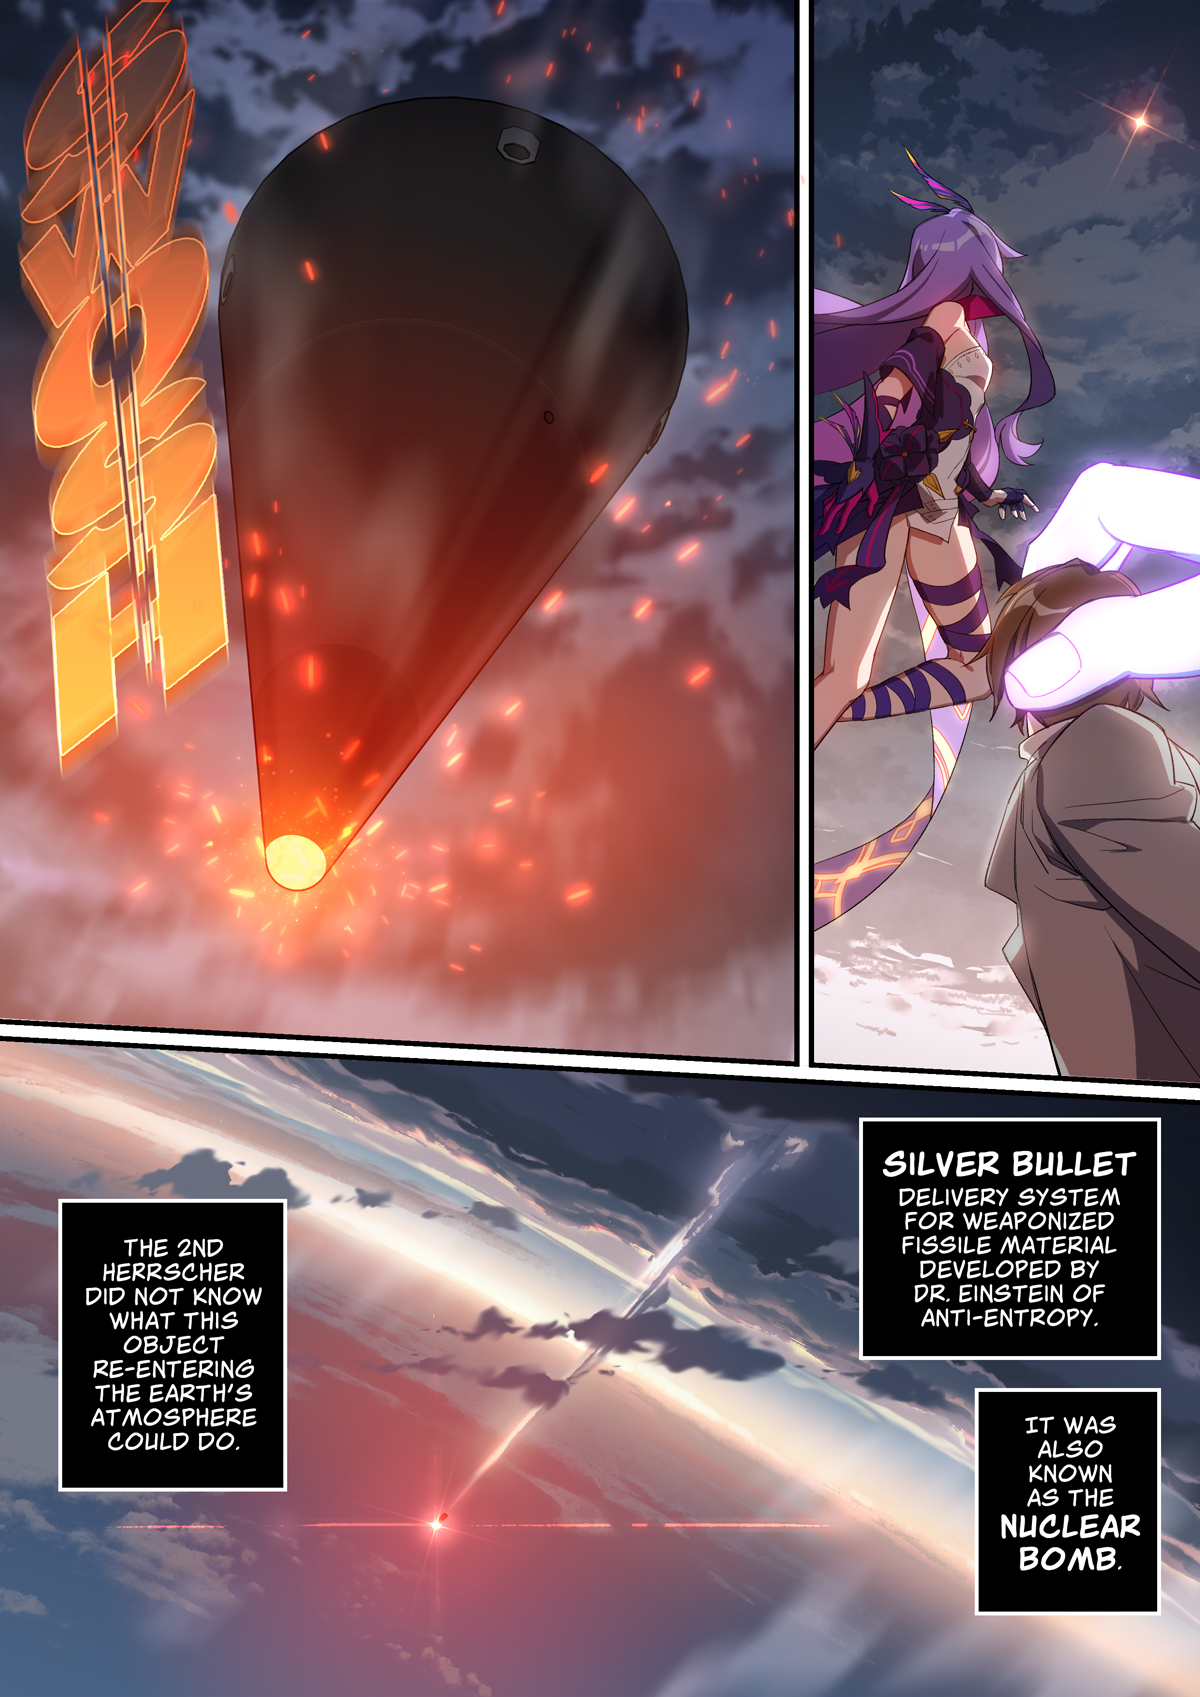 SILVER BULLET
DELIVERY SYSTEM
FOR WEAPONIZED
FISSILE MATERIAL
DEVELOPED BY
DR. EINSTEIN OF
ANTI-ENTROPY.
IT WAS
ALSO
KNOWN
AS THE
NUCLEAR
BOMB.
THE 2ND
HERRSCHER
DID NOT KNOW
WHAT THIS
OBJECT
RE-ENTERING
THE EARTH'S
ATMOSPHERE
COULD DO.